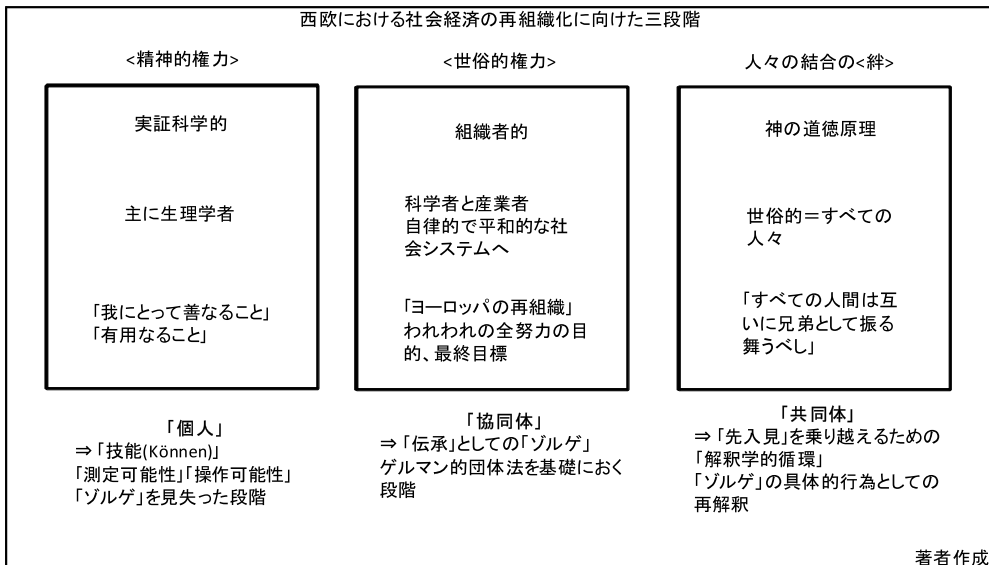 西欧における社会経済の再組織化に向けた三段階
<精神的権力>
実証科学的
主に生理学者
「我にとって善なること」
「有用なること」
「個人」
⇒「技能(Können)」
「測定可能性」「操作可能性」
「ゾルゲ」を見失った段階
<世俗的権力>
組織者的
科学者と産業者
自律的で平和的な社
会システムへ
「ヨーロッパの再組織」
われわれの全努力の目
的、最終目標
「協同体」
⇒「伝承」としての「ゾルゲ」
ゲルマン的団体法を基礎におく
段階
人々の結合の<絆>
神の道徳原理
世俗的＝すべての
人々
「すべての人間は互
いに兄弟として振る
舞うべし」
「共同体」
⇒「先入見」を乗り越えるための
「解釈学的循環」
「ゾルゲ」の具体的行為としての
再解釈
著者作成